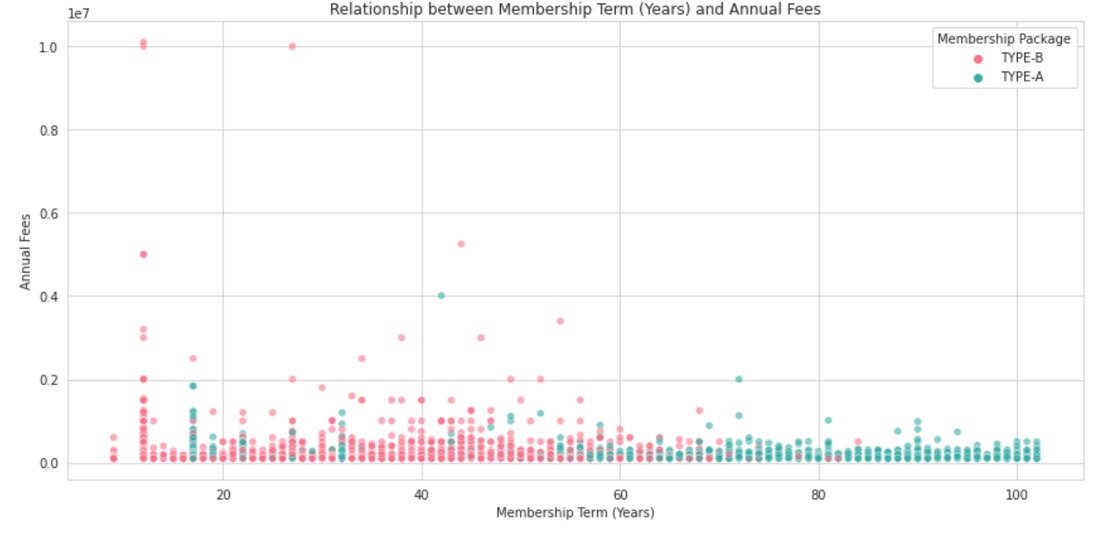 Relationship between Membership Term (Years) and Annual Fees
1e7
Membership Package
TYPE-B
TYPE-A
1.0
0.8
0.6
0.4
0.2
0.0
Annual Fees
20 40 60 80 100
Membership Term (Years)